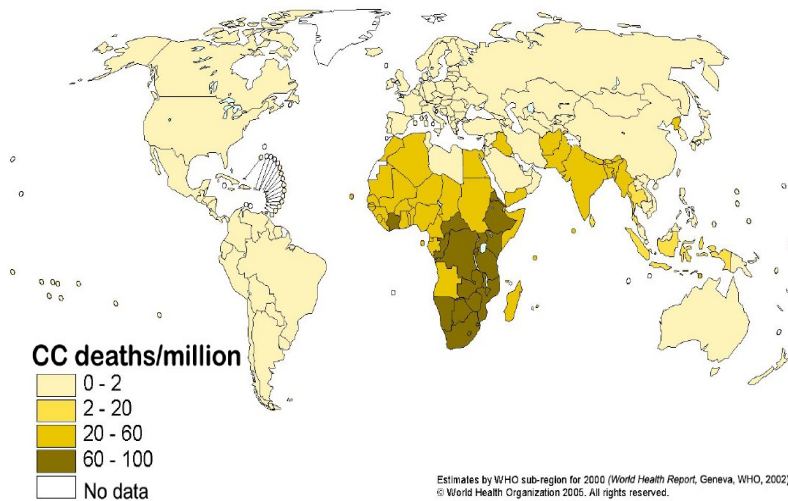 CC deaths/million
0 - 2
2 - 20
20 - 60
60 - 100
No data
Estimates by WHO sub-region for 2000 (World Health Report, Geneva, WHO, 2002)
© World Health Organization 2005. All rights reserved.